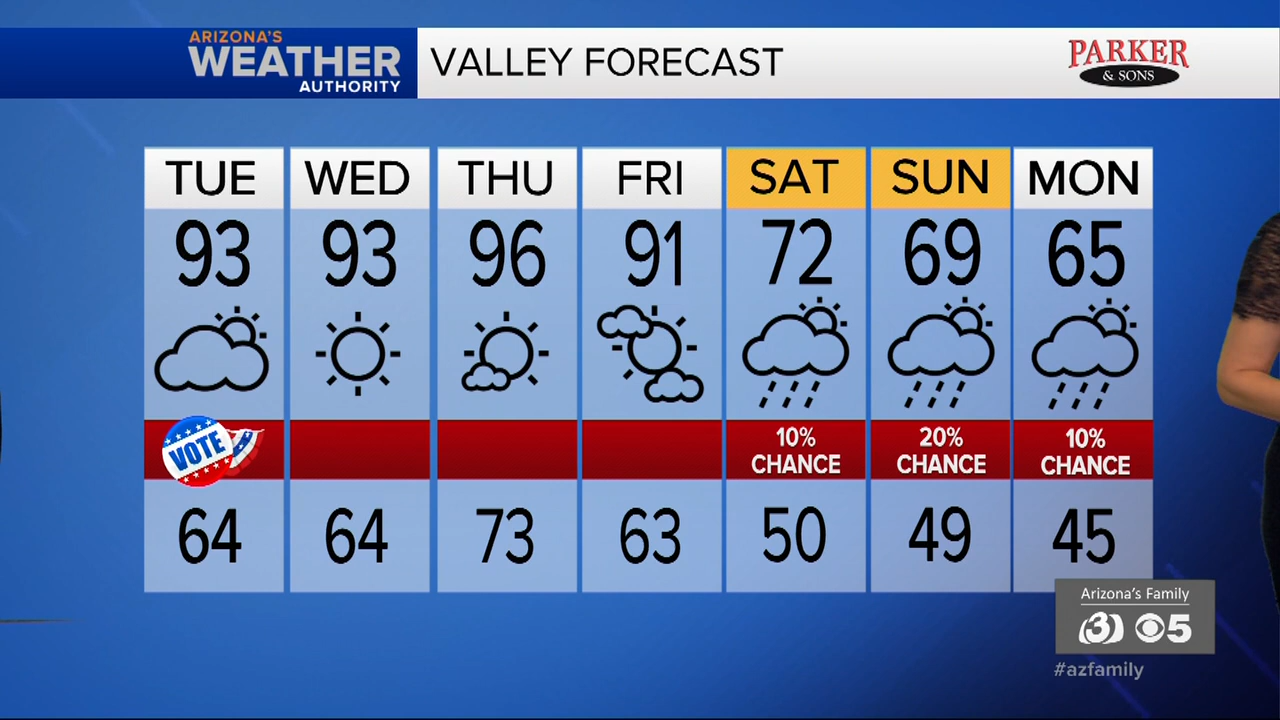 ARIZONA'S
WEATHER
AUTHORITY
VALLEY FORECAST
PARKER
& SONS
TUE WED THU FRI SAT SUN MON
93 93 96 91 72 69 65
VOTE
10% 20% 10%
CHANCE CHANCE CHANCE
64 64 73 63 50 49 45
Arizona's Family
3 5
#azfamily